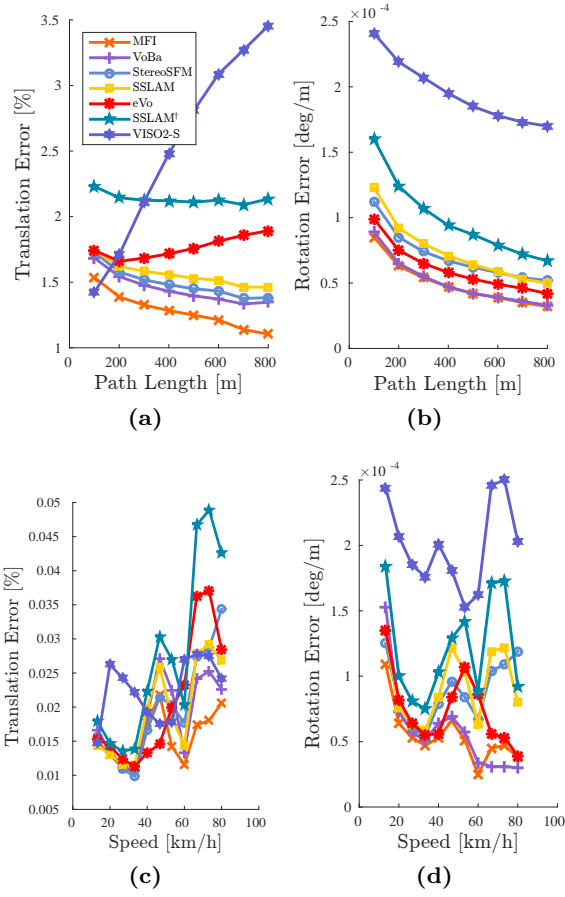 3.5
3
2.5
2
1.5
1
Translation Error [%]
MFI
VoBa
StereoSFM
SSLAM
eVo
SSLAM†
VISO2-S
0 200 400 600 800
Path Length [m]
(a)
×10⁻⁴
2.5
2
1.5
1
0.5
0
Rotation Error [deg/m]
0 200 400 600 800
Path Length [m]
(b)
0.05
0.045
0.04
0.035
0.03
0.025
0.02
0.015
0.01
0.005
Translation Error [%]
0 20 40 60 80 100
Speed [km/h]
(c)
×10⁻⁴
2.5
2
1.5
1
0.5
0
Rotation Error [deg/m]
0 20 40 60 80 100
Speed [km/h]
(d)